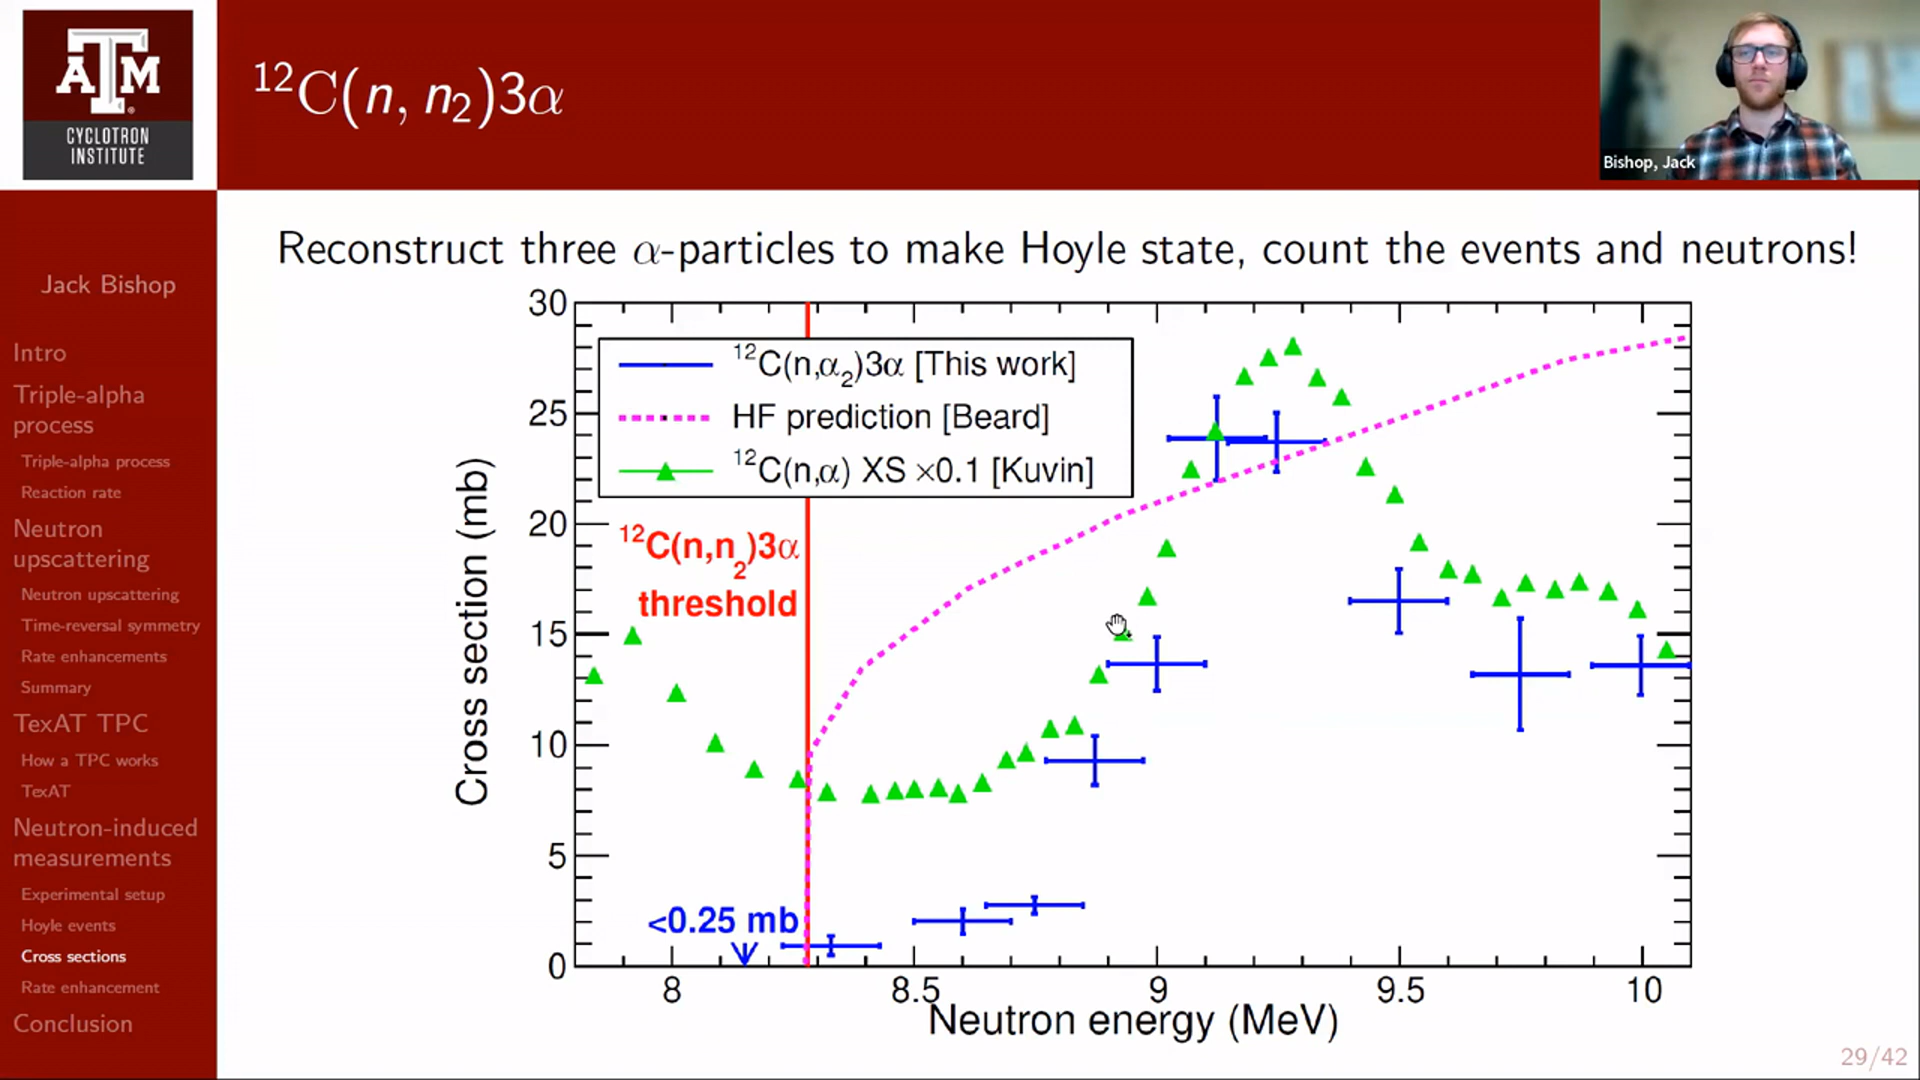 ATM
CYCLOTRON
INSTITUTE
¹²C(n, n₂)3α
Bishop, Jack
Jack Bishop
Intro
Triple-alpha
process
Triple-alpha process
Reaction rate
Neutron
upscattering
Neutron upscattering
Time-reversal symmetry
Rate enhancements
Summary
TexAT TPC
How a TPC works
TexAT
Neutron-induced
measurements
Experimental setup
Hoyle events
Cross sections
Rate enhancement
Conclusion
Reconstruct three α-particles to make Hoyle state, count the events and neutrons!
Cross section (mb)
30
25
20
15
10
5
0
¹²C(n,α₂)3α [This work]
HF prediction [Beard]
¹²C(n,α) XS ×0.1 [Kuvin]
¹²C(n,n₂)3α
threshold
<0.25 mb
8 8.5 9 9.5 10
Neutron energy (MeV)
29/42